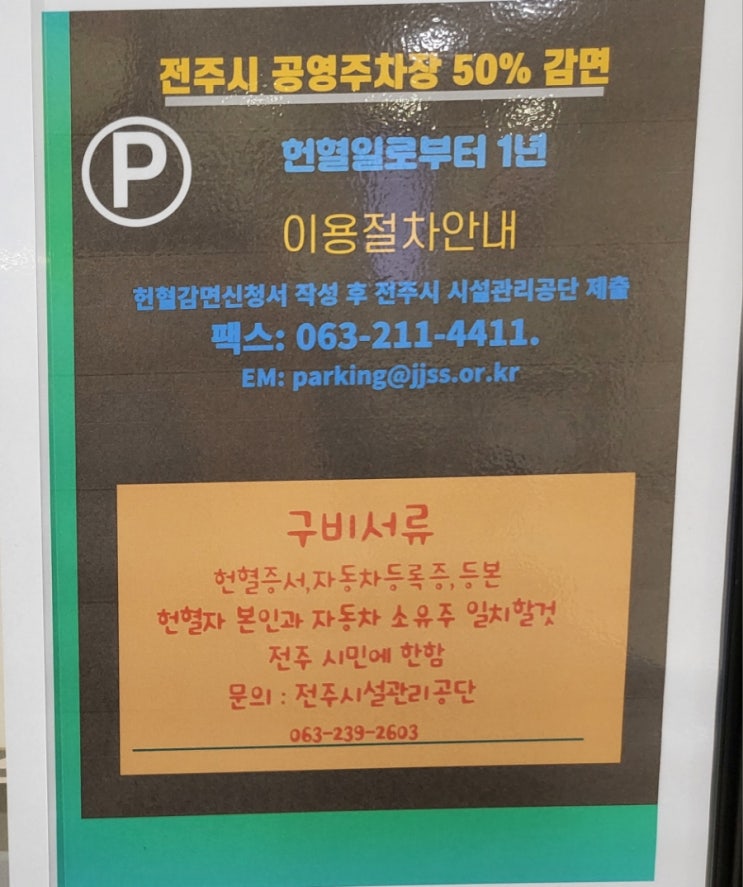 전주시 공영주차장 50% 감면
P
헌혈일로부터 1년
이용절차안내
헌혈감면신청서 작성 후 전주시 시설관리공단 제출
팩스: 063-211-4411.
EM: parking@jjss.or.kr
구비서류
헌혈증서,자동차등록증,등본
헌혈자 본인과 자동차 소유주 일치할것
전주 시민에 한함
문의 : 전주시설관리공단
063-239-2603